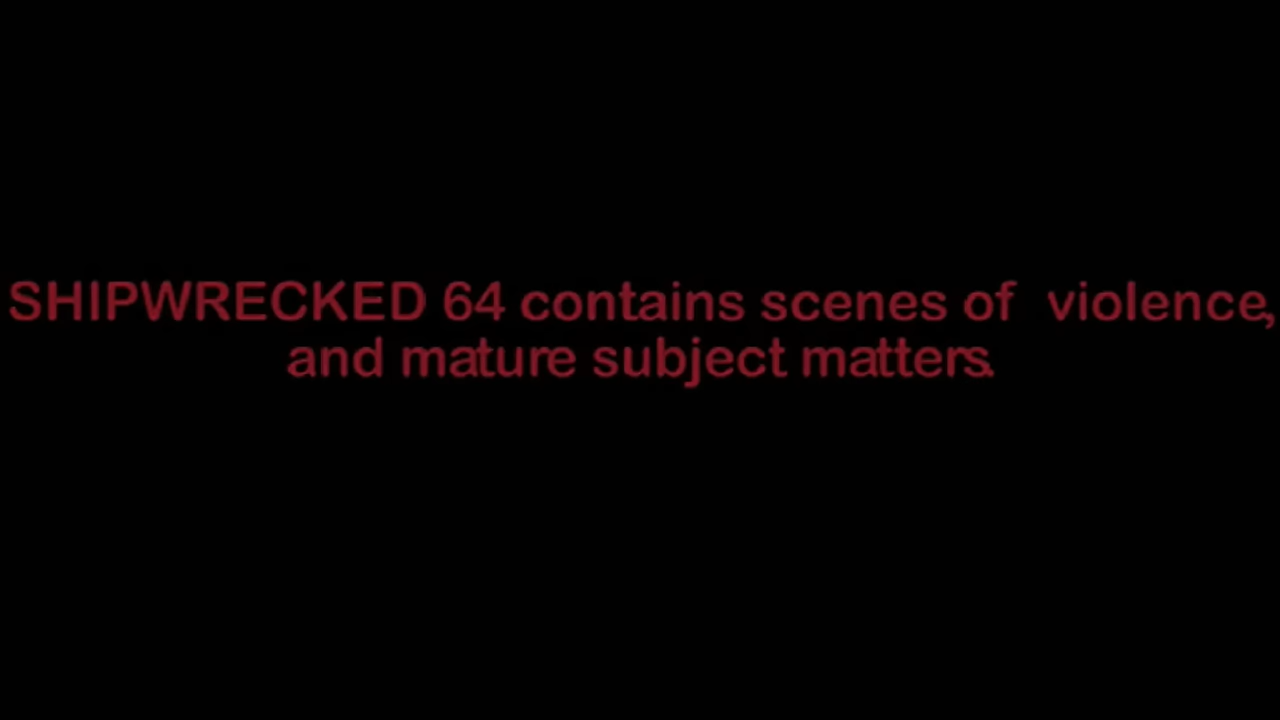 SHIPWRECKED 64 contains scenes of violence,
and mature subject matters.